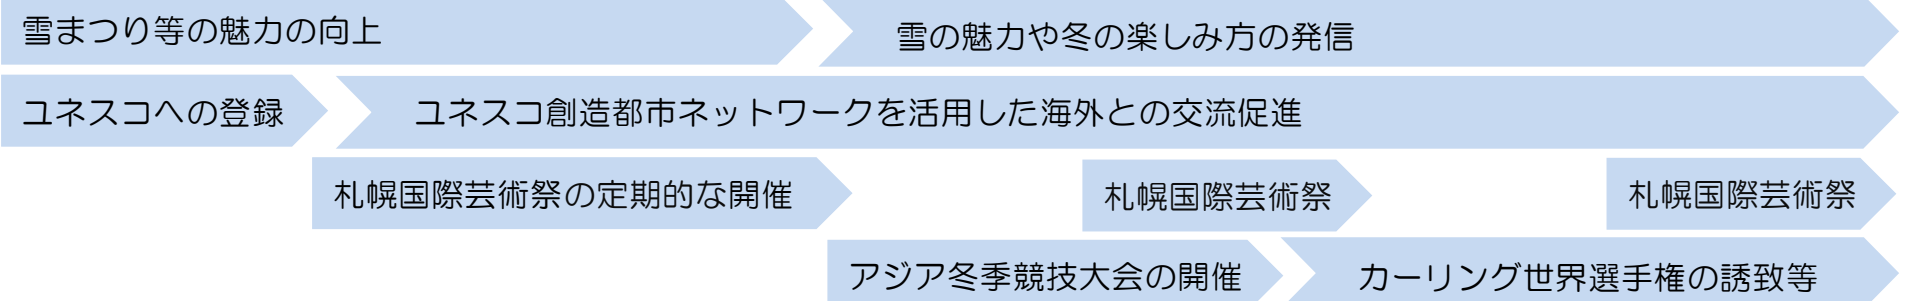 雪まつり等の魅力の向上
雪の魅力や冬の楽しみ方の発信
ユネスコへの登録
ユネスコ創造都市ネットワークを活用した海外との交流促進
札幌国際芸術祭の定期的な開催
札幌国際芸術祭
札幌国際芸術祭
アジア冬季競技大会の開催
カーリング世界選手権の誘致等